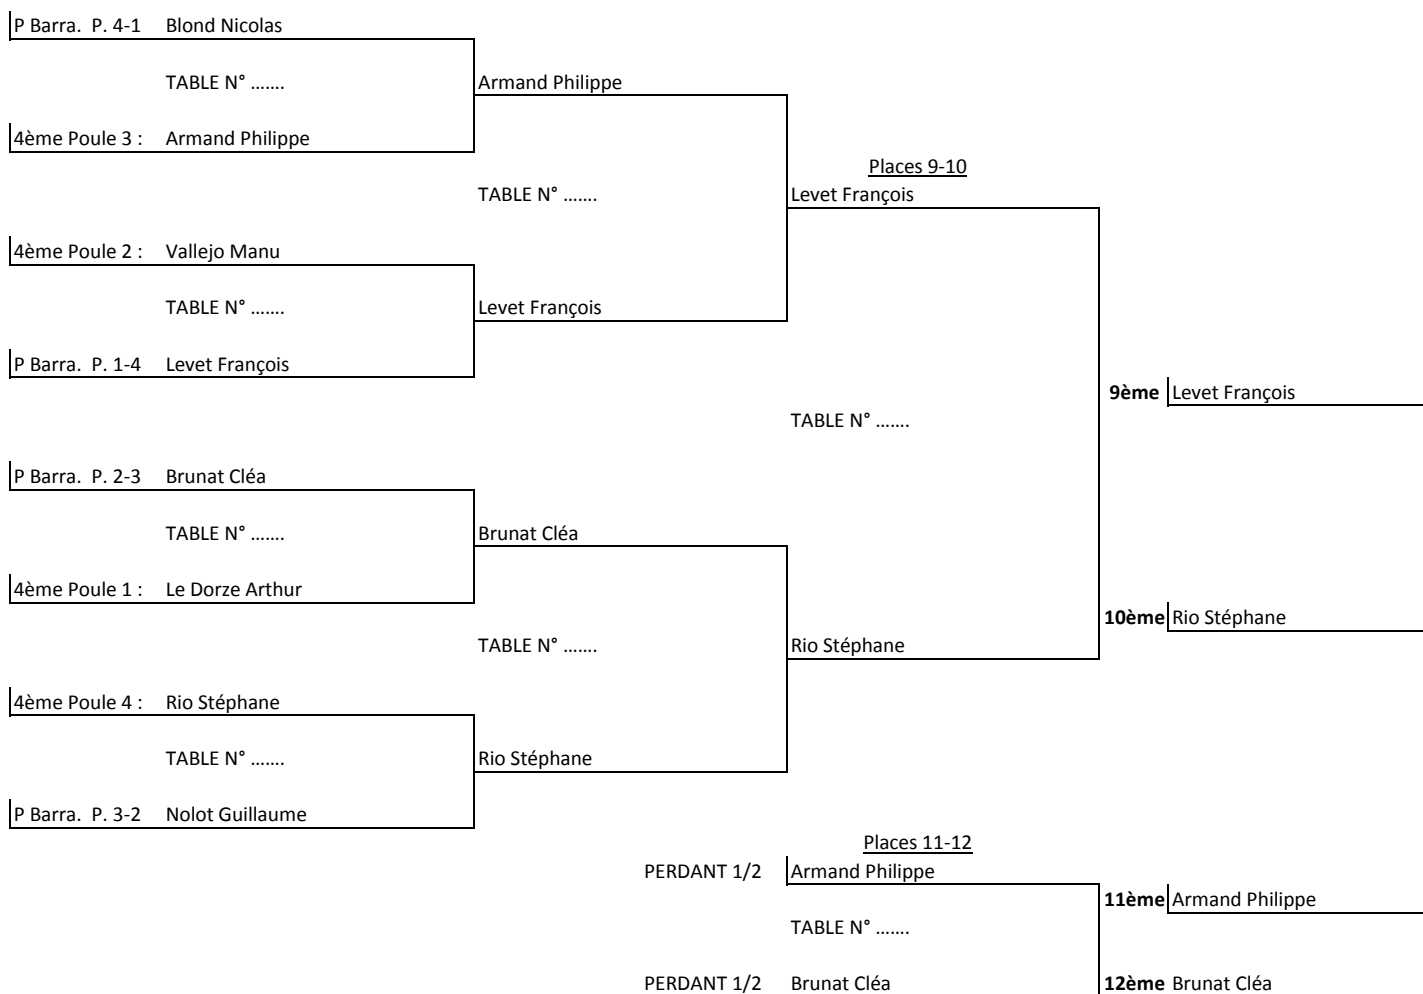 P Barra.  P. 4-1 Blond Nicolas
TABLE N° ....... Armand Philippe
4ème Poule 3 : Armand Philippe
Places 9-10
TABLE N° ....... Levet François
4ème Poule 2 : Vallejo Manu
TABLE N° ....... Levet François
P Barra.  P. 1-4 Levet François
9ème Levet François
TABLE N° .......
P Barra.  P. 2-3 Brunat Cléa
TABLE N° ....... Brunat Cléa
4ème Poule 1 : Le Dorze Arthur
10ème Rio Stéphane
TABLE N° ....... Rio Stéphane
4ème Poule 4 : Rio Stéphane
TABLE N° ....... Rio Stéphane
P Barra.  P. 3-2 Nolot Guillaume
Places 11-12
PERDANT 1/2 Armand Philippe
11ème Armand Philippe
TABLE N° .......
PERDANT 1/2 Brunat Cléa 12ème Brunat Cléa